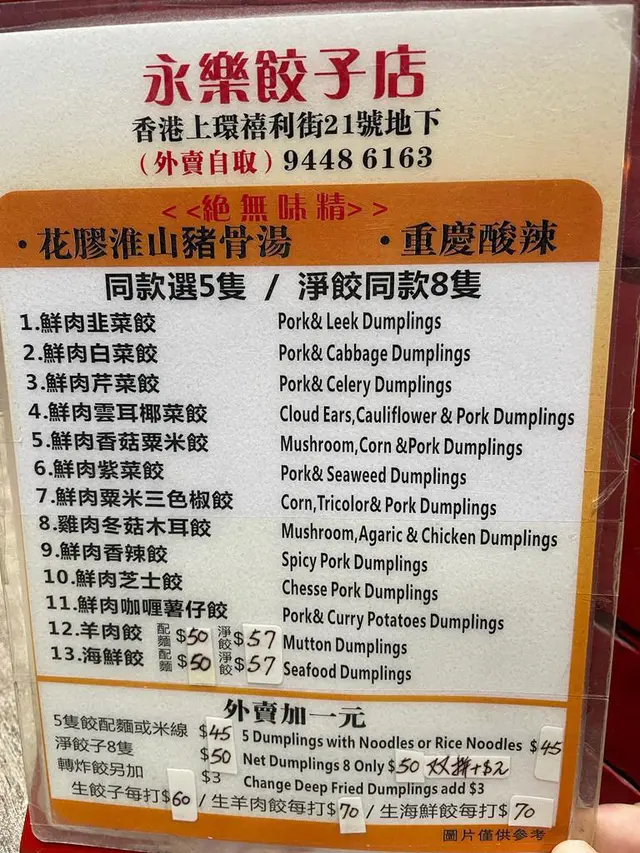 永樂餃子店
香港上環禧利街21號地下
(外賣自取) 9448 6163
<<絕無味精>>
·花膠淮山豬骨湯 ·重慶酸辣
同款選5隻 / 淨餃同款8隻
1.鮮肉韭菜餃 Pork& Leek Dumplings
2.鮮肉白菜餃 Pork& Cabbage Dumplings
3.鮮肉芹菜餃 Pork& Celery Dumplings
4.鮮肉雲耳椰菜餃 Cloud Ears,Cauliflower & Pork Dumplings
5.鮮肉香菇粟米餃 Mushroom,Corn &Pork Dumplings
6.鮮肉紫菜餃 Pork& Seaweed Dumplings
7.鮮肉粟米三色椒餃 Corn,Tricolor& Pork Dumplings
8.雞肉冬菇木耳餃 Mushroom,Agaric & Chicken Dumplings
9.鮮肉香辣餃 Spicy Pork Dumplings
10.鮮肉芝士餃 Chesse Pork Dumplings
11.鮮肉咖喱薯仔餃 Pork& Curry Potatoes Dumplings
12.羊肉餃 配麵 $50 淨餃 $57 Mutton Dumplings
13.海鮮餃 配麵 $50 淨餃 $57 Seafood Dumplings
外賣加一元
5隻餃配麵或米線 $45 5 Dumplings with Noodles or Rice Noodles $45
淨餃子8隻 $50 Net Dumplings 8 Only $50 双拼+$2
轉炸餃另加 $3 Change Deep Fried Dumplings add $3
生餃子每打$60 / 生羊肉餃每打$70 / 生海鮮餃每打$70
圖片僅供參考